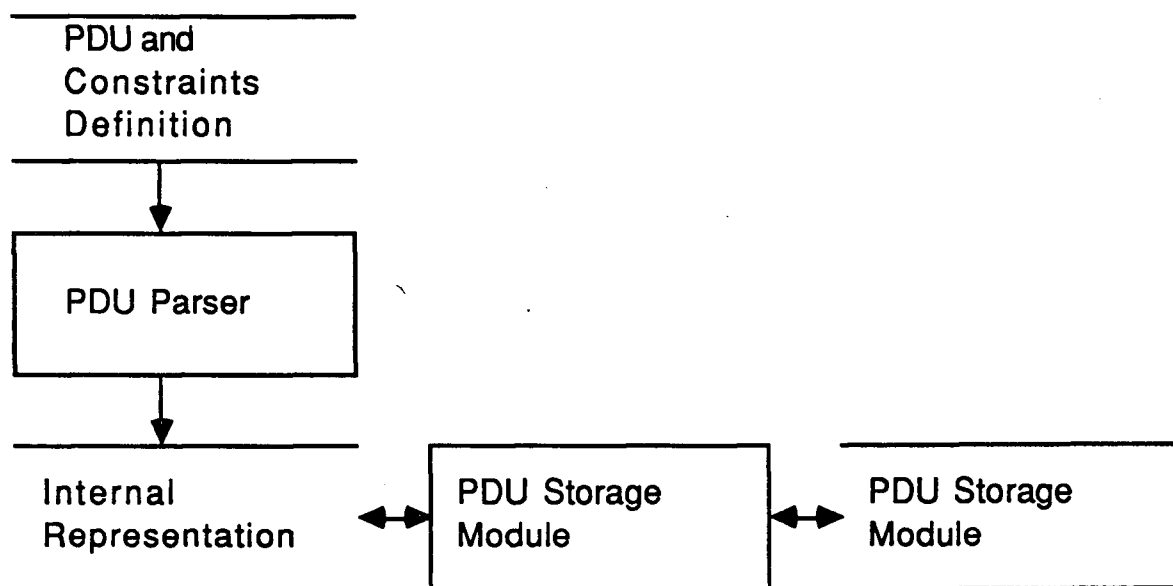 PDU and
Constraints
Definition
PDU Parser
Internal
Representation
PDU Storage
Module
PDU Storage
Module